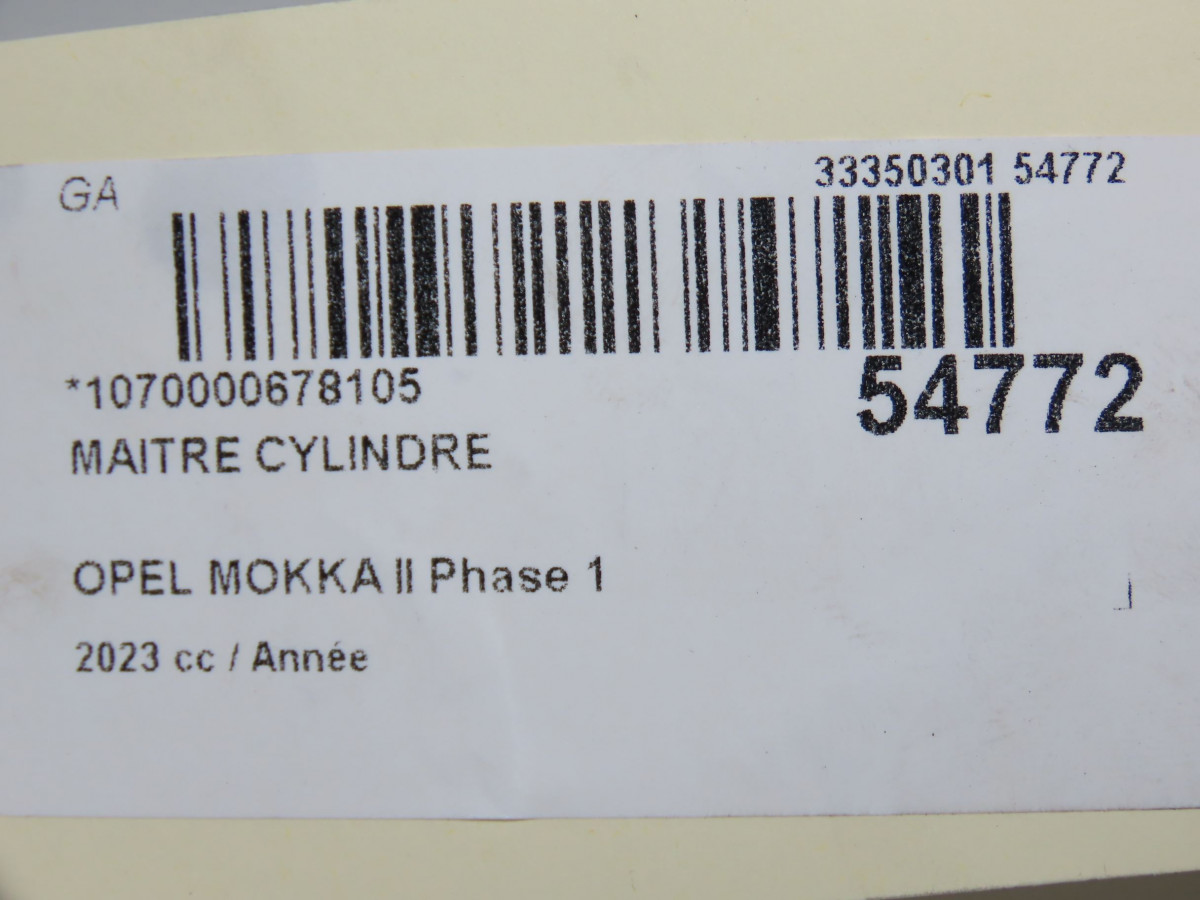 GA
33350301 54772
*1070000678105
54772
MAITRE CYLINDRE
OPEL MOKKA II Phase 1
2023 cc / Année